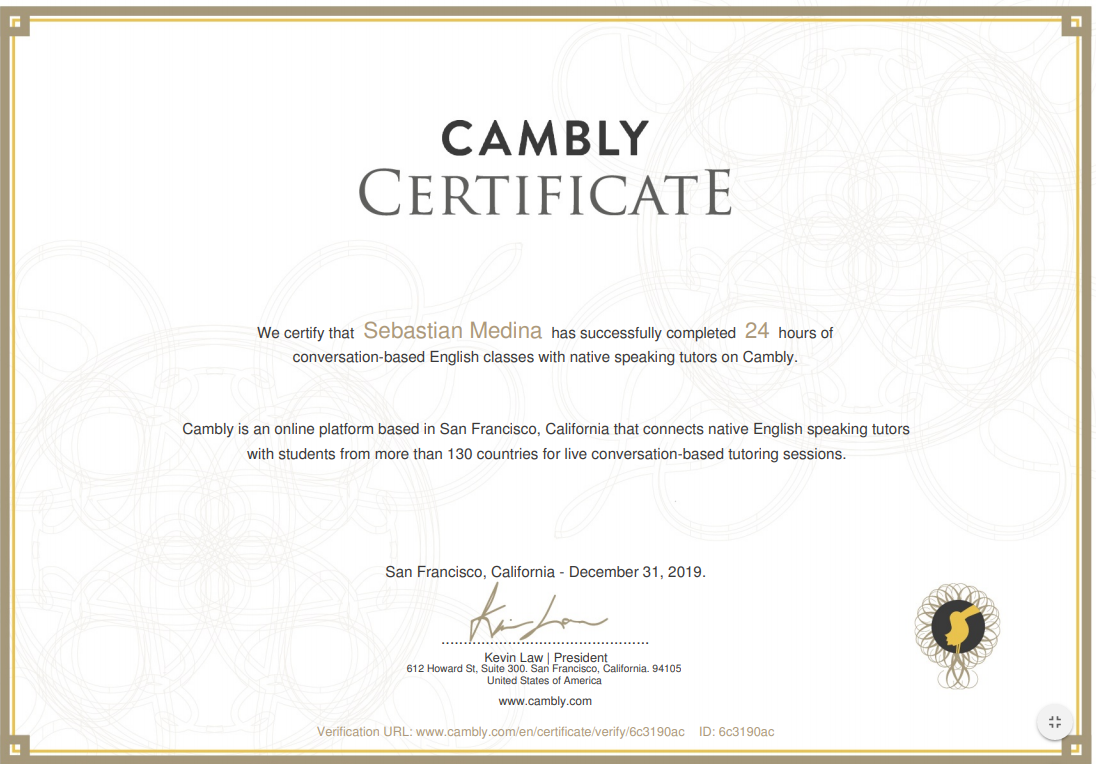 CAMBLY
CERTIFICATE
We certify that Sebastian Medina has successfully completed 24 hours of
conversation-based English classes with native speaking tutors on Cambly.
Cambly is an online platform based in San Francisco, California that connects native English speaking tutors
with students from more than 130 countries for live conversation-based tutoring sessions.
San Francisco, California - December 31, 2019.
Kevin Law | President
612 Howard St, Suite 300. San Francisco, California. 94105
United States of America
www.cambly.com
Verification URL: www.cambly.com/en/certificate/verify/6c3190ac ID: 6c3190ac